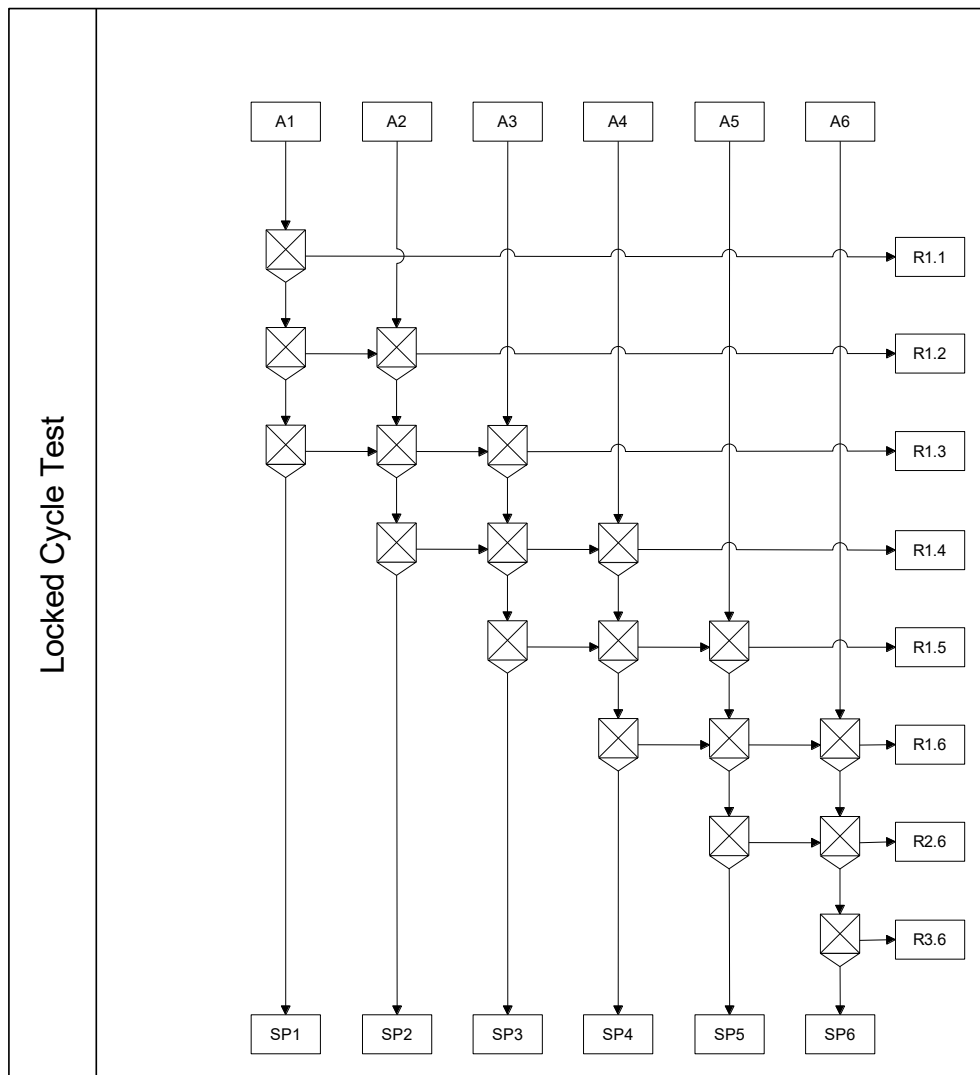 Locked Cycle Test
A1 A2 A3 A4 A5 A6
R1.1
R1.2
R1.3
R1.4
R1.5
R1.6
R2.6
R3.6
SP1 SP2 SP3 SP4 SP5 SP6